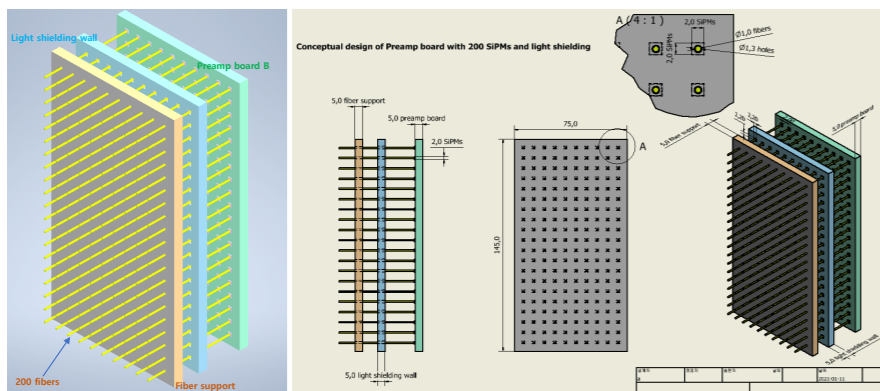 Light shielding wall
Preamp board B
200 fibers
Fiber support
Conceptual design of Preamp board with 200 SiPMs and light shielding
A ( 4 : 1 )
2,0 SiPMs
2,0 SiPMs
Ø1,0 fibers
Ø1,3 holes
5,0 fiber support
5,0 preamp board
2,0 SiPMs
75,0
A
145,0
5,0 light shielding wall
5,0 fiber support
5,0 preamp board
5,0 light shielding wall